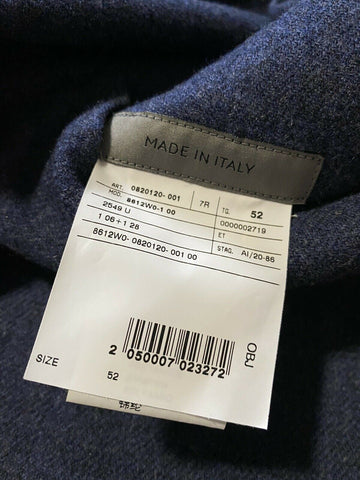 MADE IN ITALY
ART. 0820120- 001 7R TG. 52
MOD. 8612W0-1 00 0000002719
2549 U ET
1 06+1 28 STAG. AI/20-86
8612W0- 0820120- 001 00
2 050007 023272
OBJ
SIZE
52